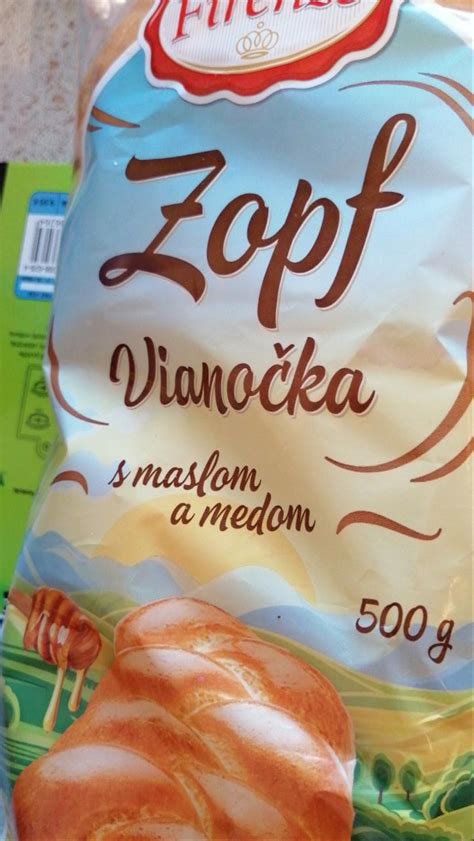 Firenze
Zopf
Vianočka
s maslom
a medom
500 g